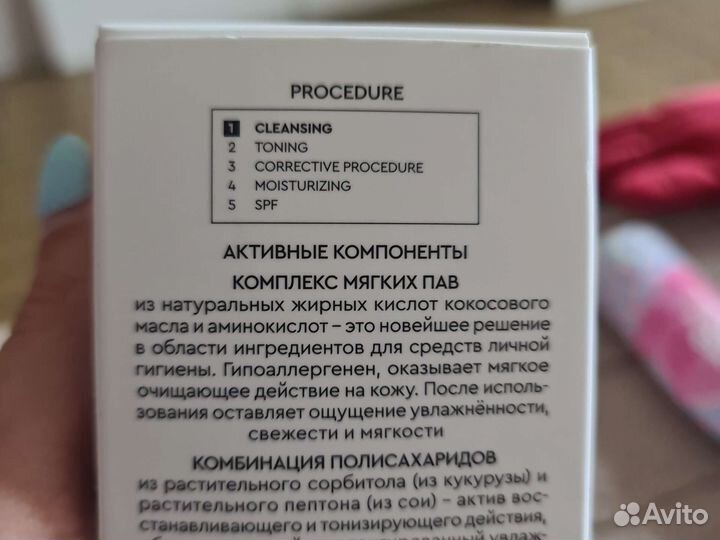 PROCEDURE
1 CLEANSING
2 TONING
3 CORRECTIVE PROCEDURE
4 MOISTURIZING
5 SPF
АКТИВНЫЕ КОМПОНЕНТЫ
КОМПЛЕКС МЯГКИХ ПАВ
из натуральных жирных кислот кокосового
масла и аминокислот – это новейшее решение
в области ингредиентов для средств личной
гигиены. Гипоаллергенен, оказывает мягкое
очищающее действие на кожу. После исполь-
зования оставляет ощущение увлажнённости,
свежести и мягкости
КОМБИНАЦИЯ ПОЛИСАХАРИДОВ
из растительного сорбитола (из кукурузы) и
растительного пептона (из сои) – актив вос-
станавливающего и тонизирующего действия,
Avito